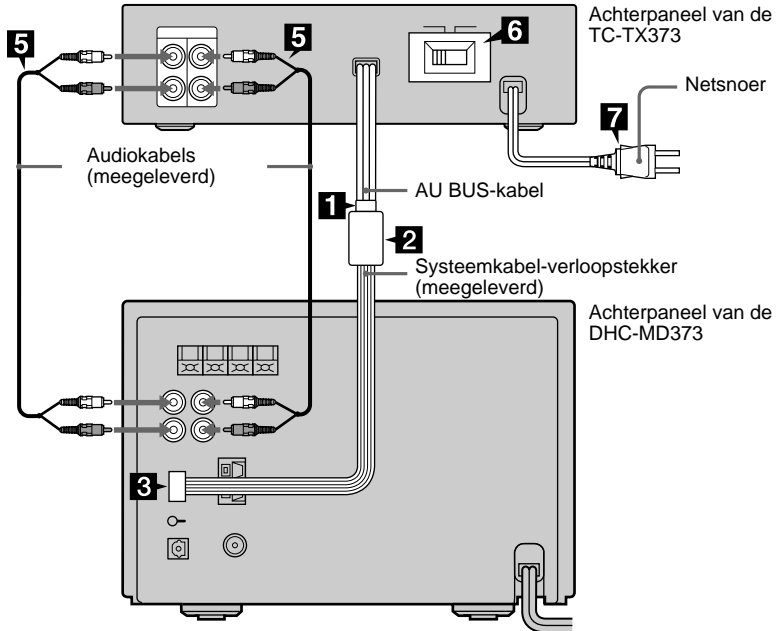 Achterpaneel van de
TC-TX373
5
5
6
Netsnoer
7
Audiokabels
(meegeleverd)
AU BUS-kabel
1
2
Systeemkabel-verloopstekker
(meegeleverd)
Achterpaneel van de
DHC-MD373
3